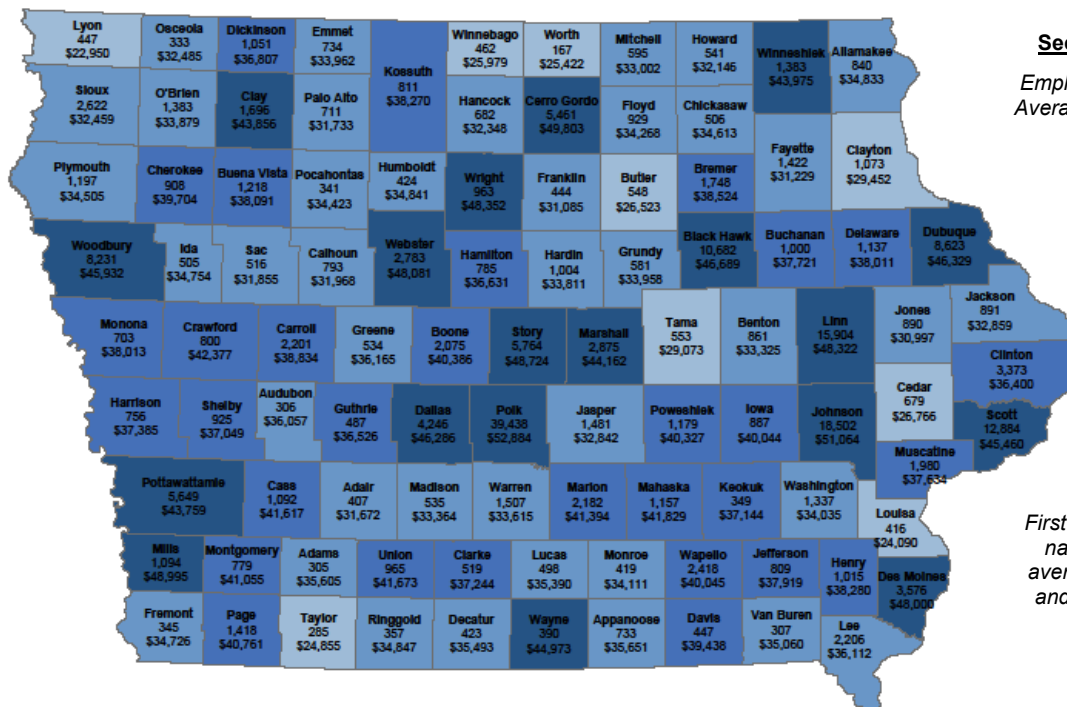 Lyon
447
$22,950
Osceola
333
$32,485
Dickinson
1,051
$36,807
Emmet
734
$33,962
Kossuth
811
$38,270
Winnebago
462
$25,979
Worth
167
$25,422
Mitchell
595
$33,002
Howard
541
$32,146
Winneshiek
1,383
$43,975
Allamakee
840
$34,833
Sec
Emplo
Avera
Sioux
2,622
$32,459
O'Brien
1,383
$33,879
Clay
1,696
$43,856
Palo Alto
711
$31,733
Hancock
682
$32,348
Cerro Gordo
5,461
$49,803
Floyd
929
$34,268
Chickasaw
506
$34,613
Plymouth
1,197
$34,505
Cherokee
908
$39,704
Buena Vista
1,218
$38,091
Pocahontas
341
$34,423
Humboldt
424
$34,841
Wright
963
$48,352
Franklin
444
$31,085
Butler
548
$26,523
Bremer
1,748
$38,524
Fayette
1,422
$31,229
Clayton
1,073
$29,452
Woodbury
8,231
$45,932
Ida
505
$34,754
Sac
516
$31,855
Calhoun
793
$31,968
Webster
2,783
$48,081
Hamilton
785
$36,631
Hardin
1,004
$33,811
Grundy
581
$33,958
Black Hawk
10,682
$46,689
Buchanan
1,000
$37,721
Delaware
1,137
$38,011
Dubuque
8,623
$46,329
Monona
703
$38,013
Crawford
800
$42,377
Carroll
2,201
$38,834
Greene
534
$36,165
Boone
2,075
$40,386
Story
5,764
$48,724
Marshall
2,875
$44,162
Tama
553
$29,073
Benton
861
$33,325
Linn
15,904
$48,322
Jones
890
$30,997
Jackson
891
$32,859
Clinton
3,373
$36,400
Harrison
756
$37,385
Shelby
925
$37,049
Audubon
306
$36,057
Guthrie
487
$36,526
Dallas
4,246
$46,286
Polk
39,438
$52,884
Jasper
1,481
$32,842
Poweshiek
1,179
$40,327
Iowa
887
$40,044
Johnson
18,502
$51,064
Cedar
679
$26,766
Scott
12,884
$45,460
Muscatine
1,980
$37,634
Pottawattamie
5,649
$43,759
Cass
1,092
$41,617
Adair
407
$31,672
Madison
535
$33,364
Warren
1,507
$33,615
Marion
2,182
$41,394
Mahaska
1,157
$41,829
Keokuk
349
$37,144
Washington
1,337
$34,035
Louisa
416
$24,090
First
na
aver
and
Mills
1,094
$48,995
Montgomery
779
$41,055
Adams
305
$35,605
Union
965
$41,673
Clarke
519
$37,244
Lucas
498
$35,390
Monroe
419
$34,111
Wapello
2,418
$40,045
Jefferson
809
$37,919
Henry
1,015
$38,280
Des Moines
3,576
$48,000
Fremont
345
$34,726
Page
1,418
$40,761
Taylor
285
$24,855
Ringgold
357
$34,847
Decatur
423
$35,493
Wayne
390
$44,973
Appanoose
733
$35,651
Davis
447
$39,438
Van Buren
307
$35,060
Lee
2,206
$36,112